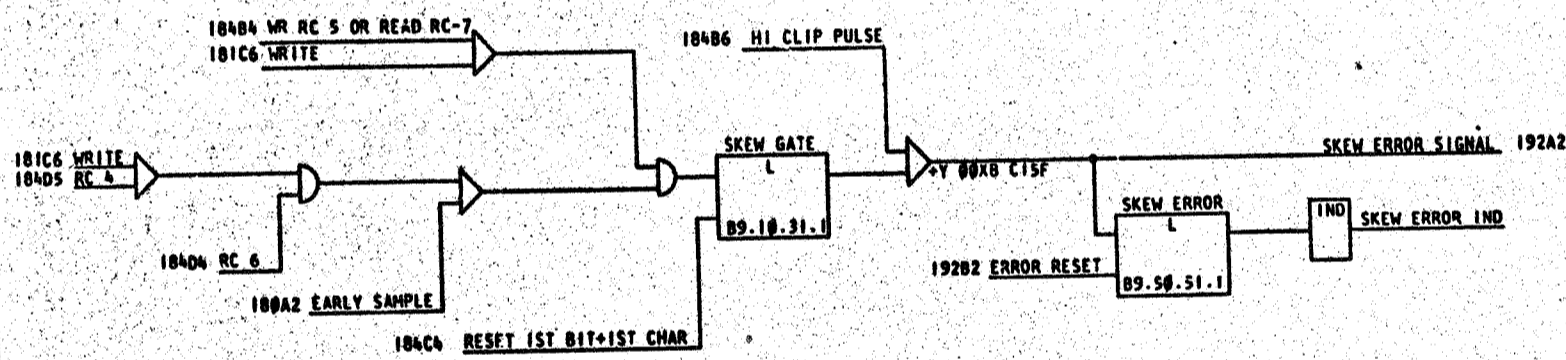 184B4 WR RC 5 OR READ RC-7
181C6 WRITE
184B6 HI CLIP PULSE
181C6 WRITE
184D5 RC 4
184D4 RC 6
180A2 EARLY SAMPLE
184C4 RESET 1ST BIT+1ST CHAR
SKEW GATE
L
B9.10.31.1
+Y 00XB C15F
SKEW ERROR SIGNAL 192A2
SKEW ERROR
L
B9.50.51.1
192B2 ERROR RESET
IND
SKEW ERROR IND